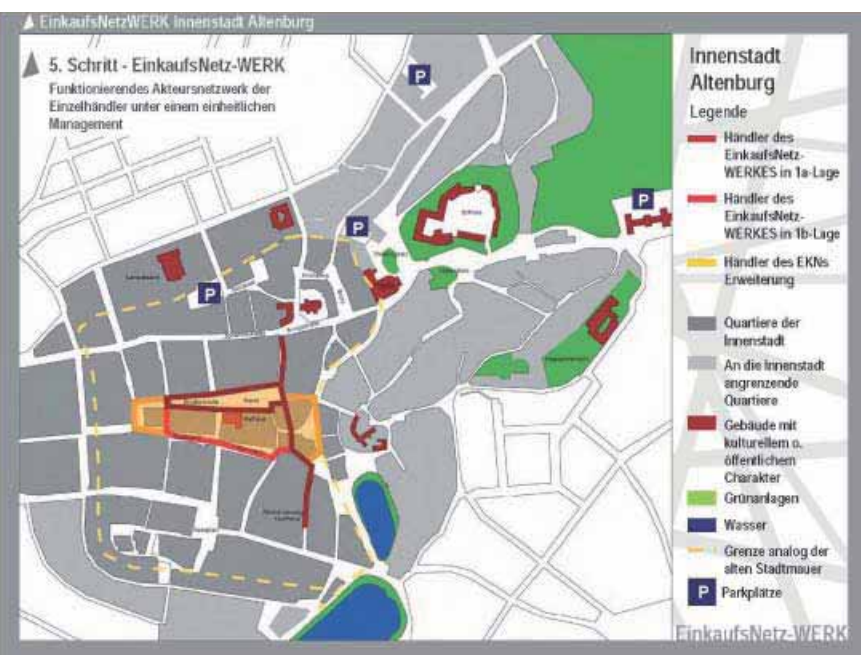 EinkaufsNetzWERK Innenstadt Altenburg
5. Schritt - EinkaufsNetz-WERK
Funktionierendes Akteursnetzwerk der
Einzelhändler unter einem einheitlichen
Management
P
P
P
P
Schloss
Markt
Rathaus
Innenstadt
Altenburg
Legende
Händler des
EinkaufsNetz-
WERKES in 1a-Lage
Händler des
EinkaufsNetz-
WERKES in 1b-Lage
Händler des EKNs
Erweiterung
Quartiere der
Innenstadt
An die Innenstadt
angrenzende
Quartiere
Gebäude mit
kulturellem o.
öffentlichem
Charakter
Grünanlagen
Wasser
Grenze analog der
alten Stadtmauer
P Parkplätze
EinkaufsNetz-WERK